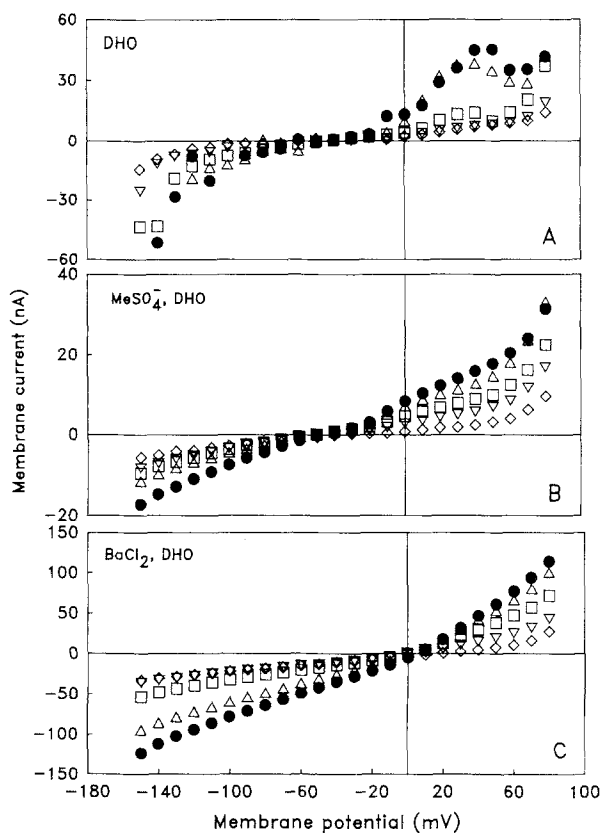 60
DHO
30
0
-30
-60
A
40
MeSO₄⁻, DHO
20
0
-20
B
Membrane current (nA)
150
BaCl₂, DHO
100
50
0
-50
-100
-150
C
-180 -140 -100 -60 -20 20 60 100
Membrane potential (mV)